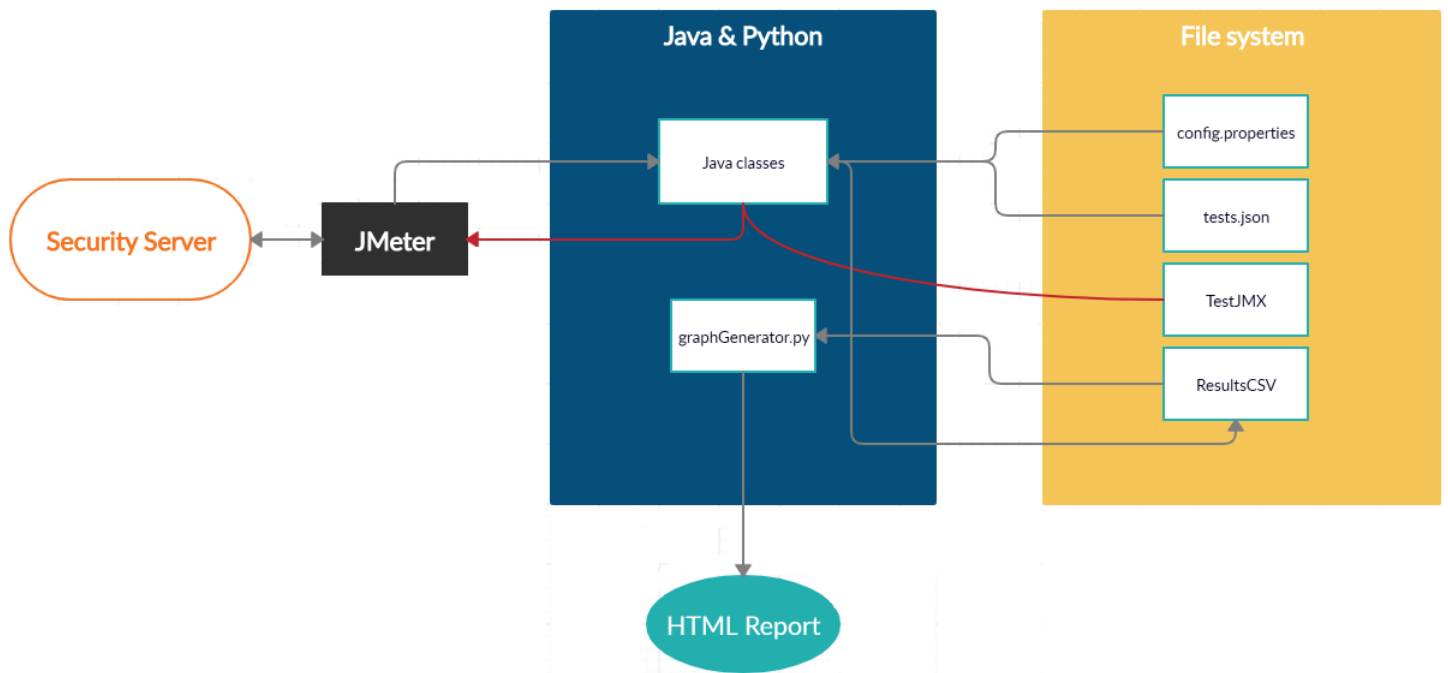 Java & Python
File system
config.properties
Java classes
tests.json
Security Server
JMeter
TestJMX
graphGenerator.py
ResultsCSV
HTML Report